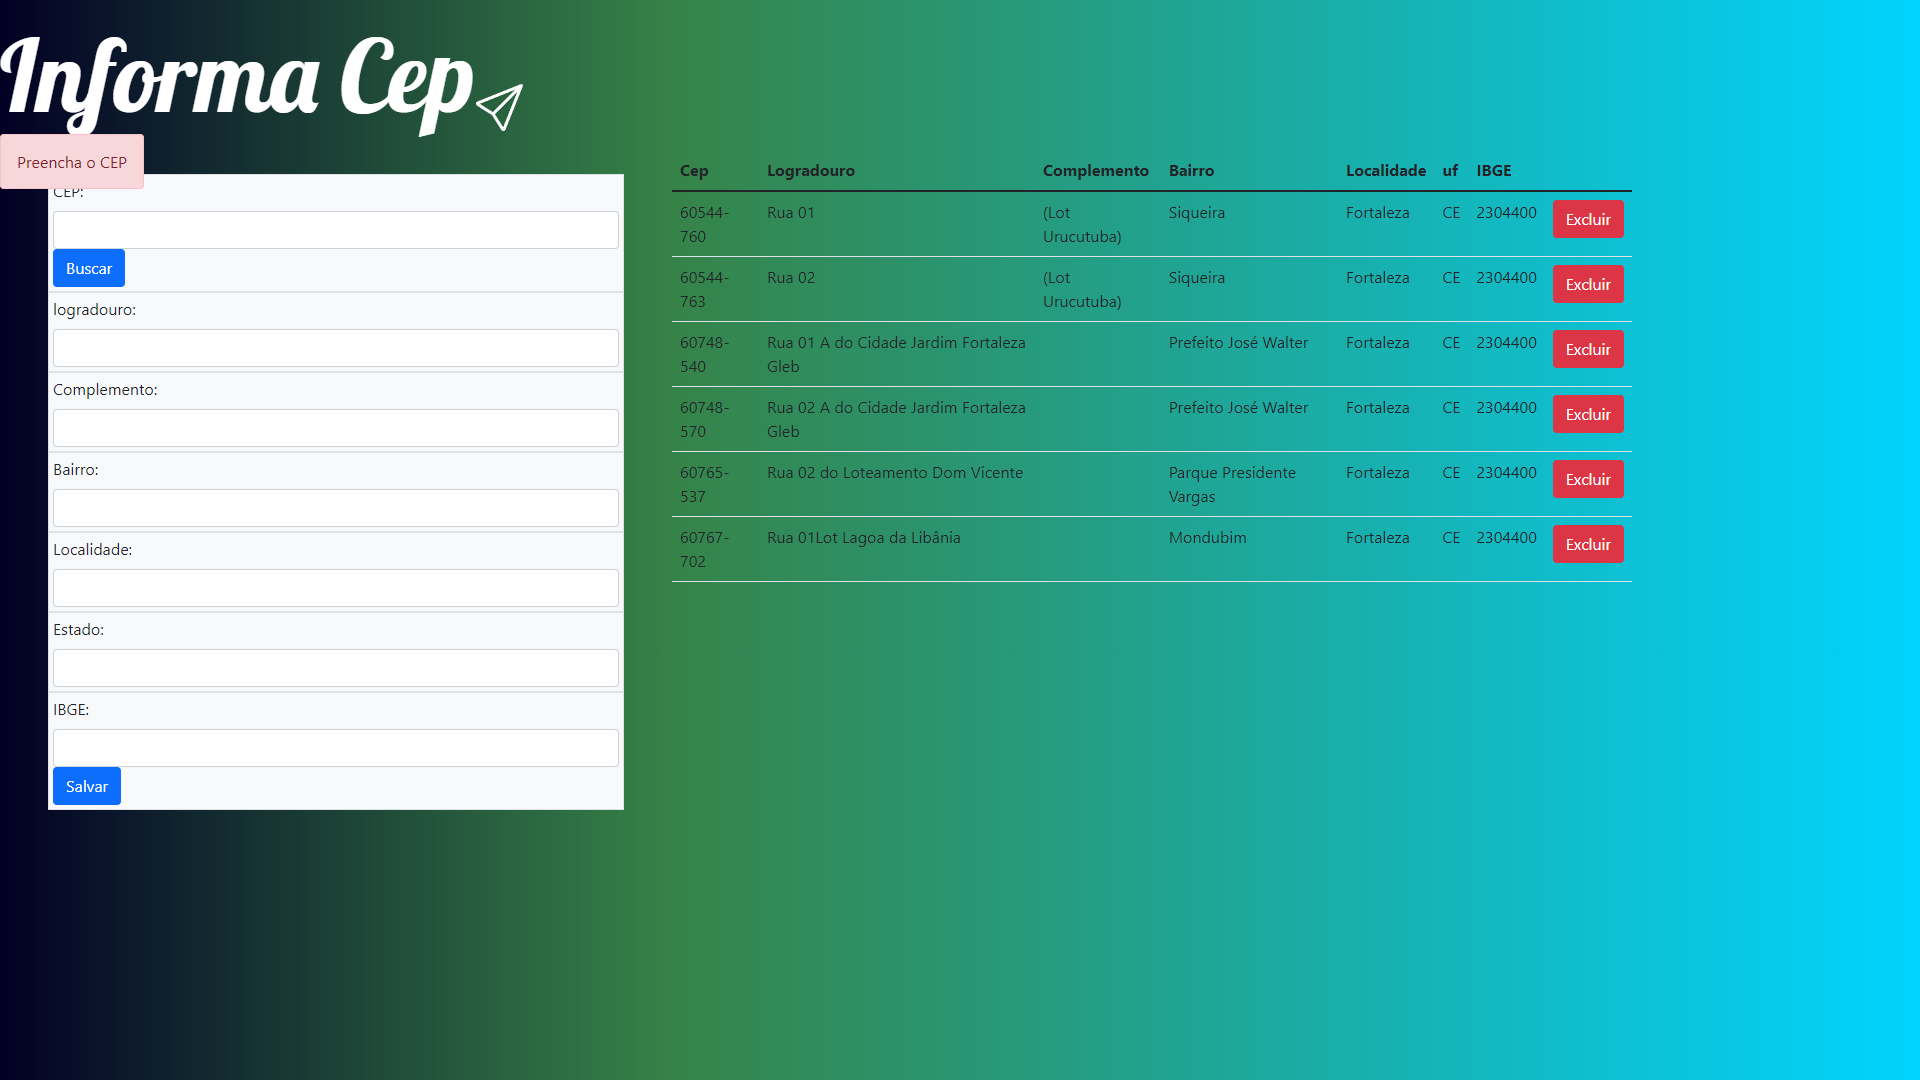 Informa Cep
Preencha o CEP
CEP:
Buscar
logradouro:
Complemento:
Bairro:
Localidade:
Estado:
IBGE:
Salvar
Cep Logradouro Complemento Bairro Localidade uf IBGE
60544-760 Rua 01 (Lot Urucutuba) Siqueira Fortaleza CE 2304400 Excluir
60544-763 Rua 02 (Lot Urucutuba) Siqueira Fortaleza CE 2304400 Excluir
60748-540 Rua 01 A do Cidade Jardim Fortaleza Gleb Prefeito José Walter Fortaleza CE 2304400 Excluir
60748-570 Rua 02 A do Cidade Jardim Fortaleza Gleb Prefeito José Walter Fortaleza CE 2304400 Excluir
60765-537 Rua 02 do Loteamento Dom Vicente Parque Presidente Vargas Fortaleza CE 2304400 Excluir
60767-702 Rua 01Lot Lagoa da Libânia Mondubim Fortaleza CE 2304400 Excluir